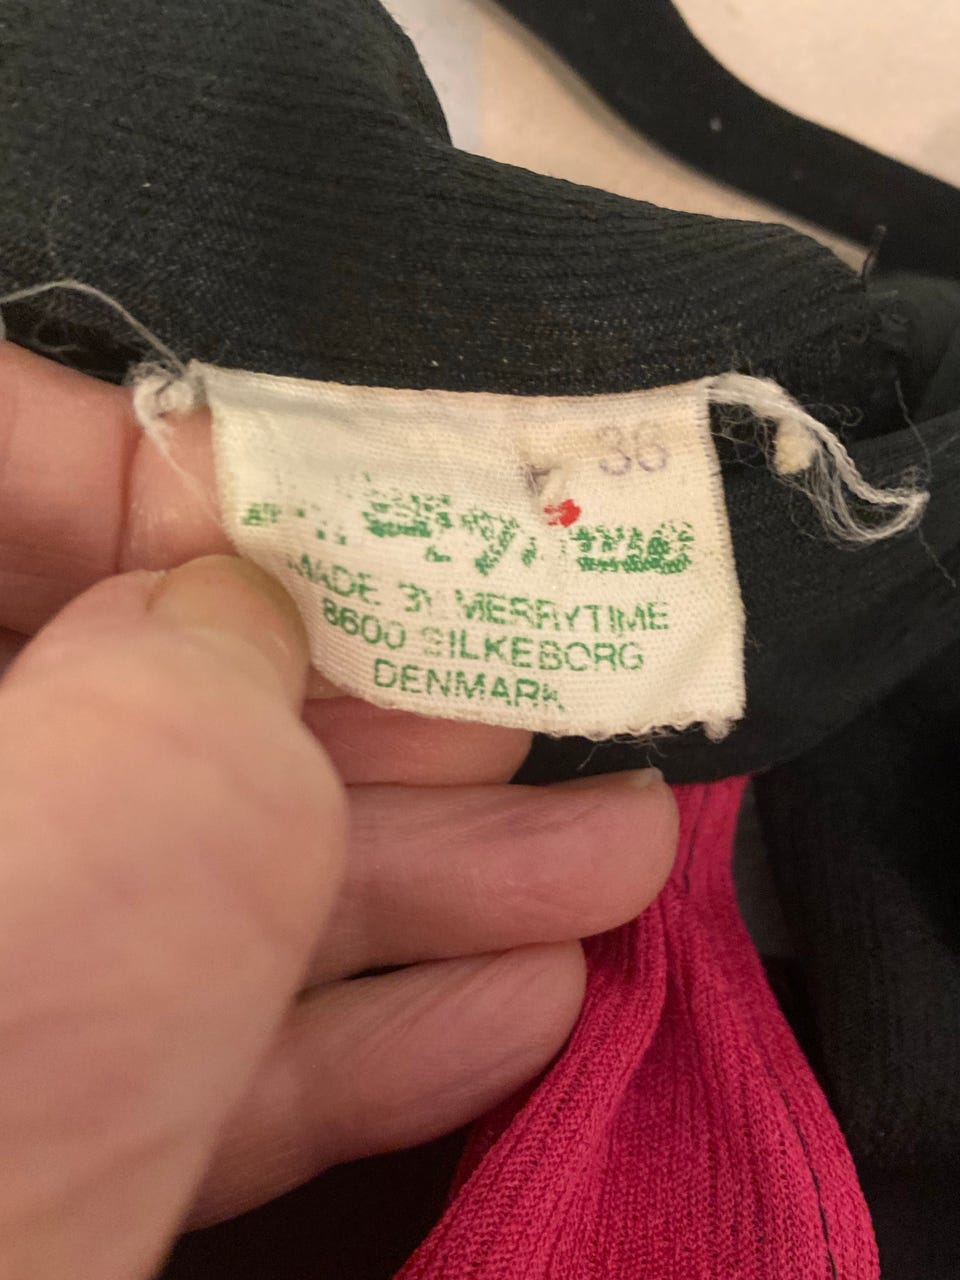 36
MADE BY MERRYTIME
8600 SILKEBORG
DENMARK